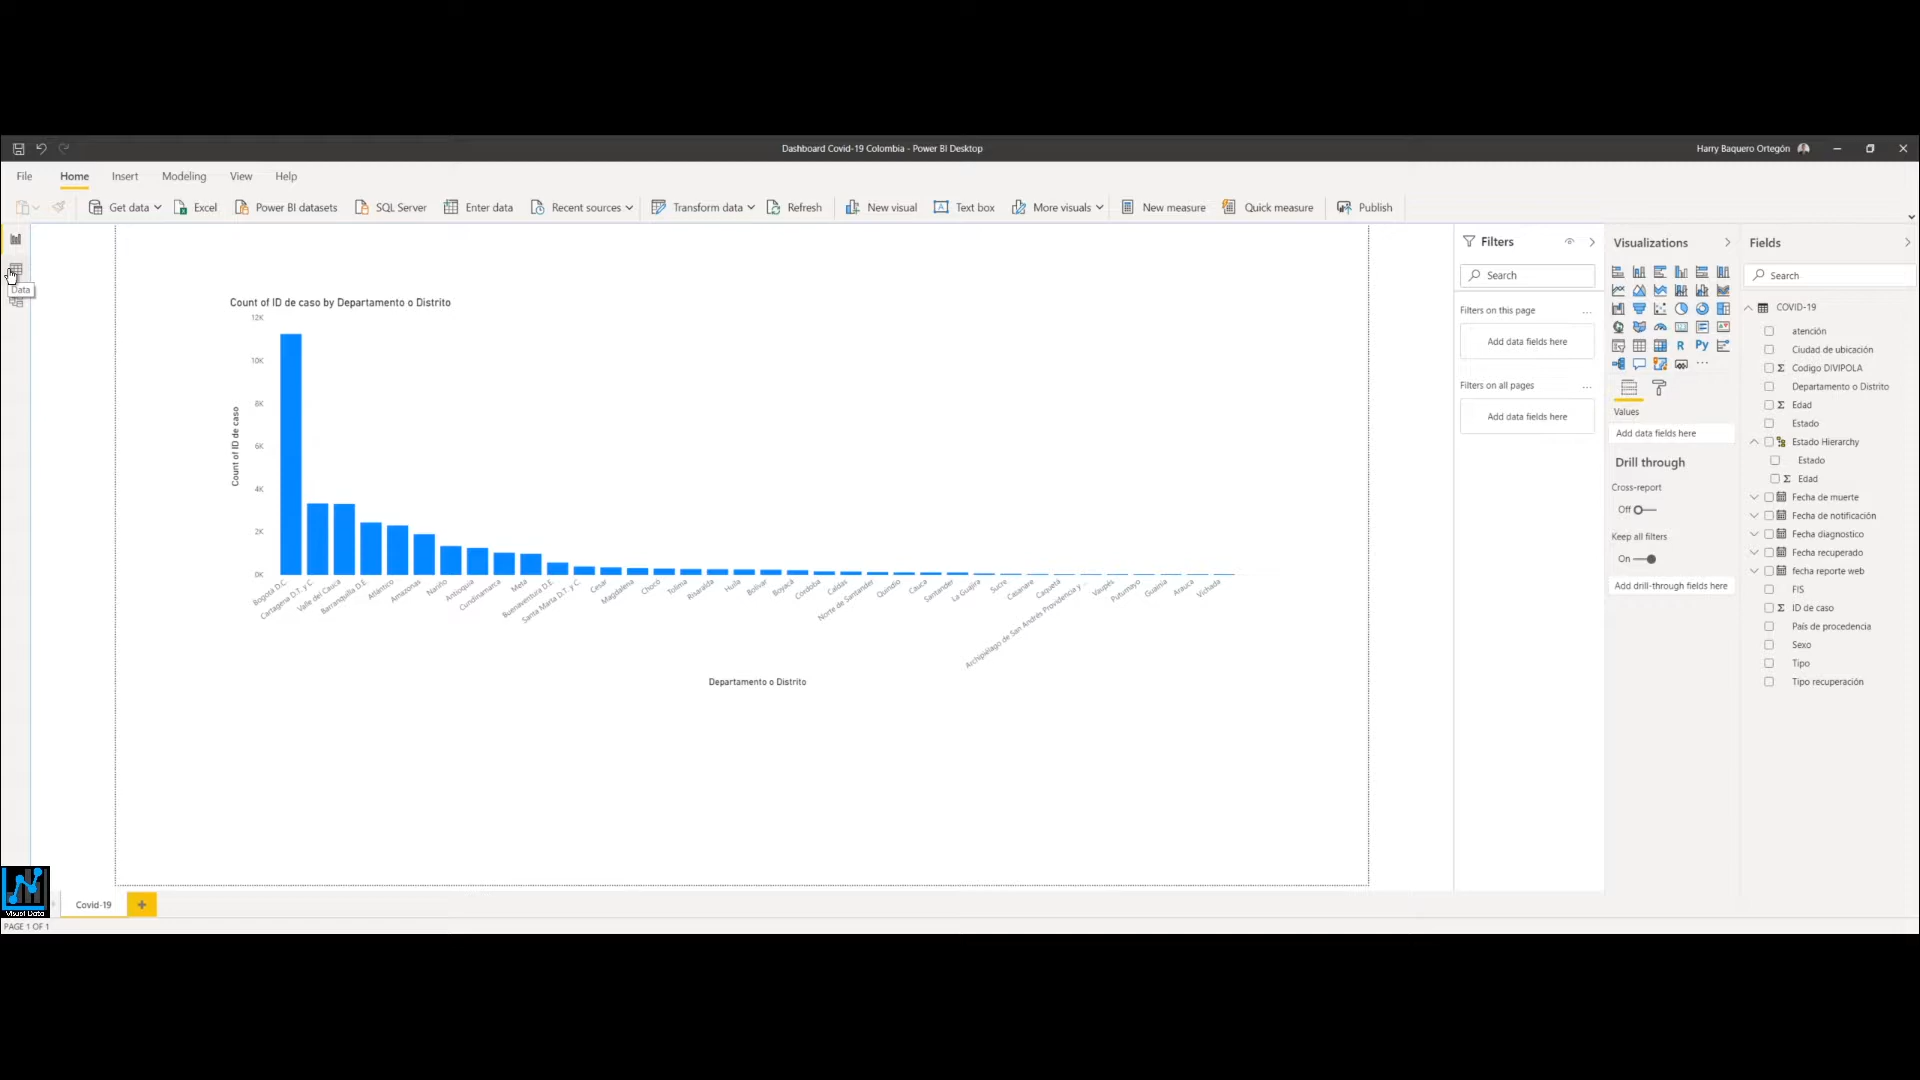 Dashboard Covid-19 Colombia - Power BI Desktop
Harry Baquero Ortegón
File Home Insert Modeling View Help
Get data Excel Power BI datasets SQL Server Enter data Recent sources Transform data Refresh New visual Text box More visuals New measure Quick measure Publish
Data
Count of ID de caso by Departamento o Distrito
Count of ID de caso
12K
10K
8K
6K
4K
2K
0K
Bogotá D.C.
Cartagena D.T. y C.
Valle del Cauca
Barranquilla D.E.
Atlántico
Amazonas
Nariño
Antioquia
Cundinamarca
Meta
Buenaventura D.E.
Santa Marta D.T. y C.
Cesar
Magdalena
Chocó
Tolima
Risaralda
Huila
Bolívar
Boyacá
Córdoba
Caldas
Norte de Santander
Quindío
Cauca
Santander
La Guajira
Sucre
Casanare
Caquetá
Archipiélago de San Andrés Providencia y ...
Vaupés
Putumayo
Guainía
Arauca
Vichada
Departamento o Distrito
Filters
Search
Filters on this page
...
Add data fields here
Filters on all pages
...
Add data fields here
Visualizations
R
Py
...
Values
Add data fields here
Drill through
Cross-report
Off
Keep all filters
On
Add drill-through fields here
Fields
Search
COVID-19
atención
Ciudad de ubicación
Σ Codigo DIVIPOLA
Departamento o Distrito
Σ Edad
Estado
Estado Hierarchy
Estado
Σ Edad
Fecha de muerte
Fecha de notificación
Fecha diagnostico
Fecha recuperado
fecha reporte web
FIS
Σ ID de caso
País de procedencia
Sexo
Tipo
Tipo recuperación
Visual Data
Covid-19
+
PAGE 1 OF 1